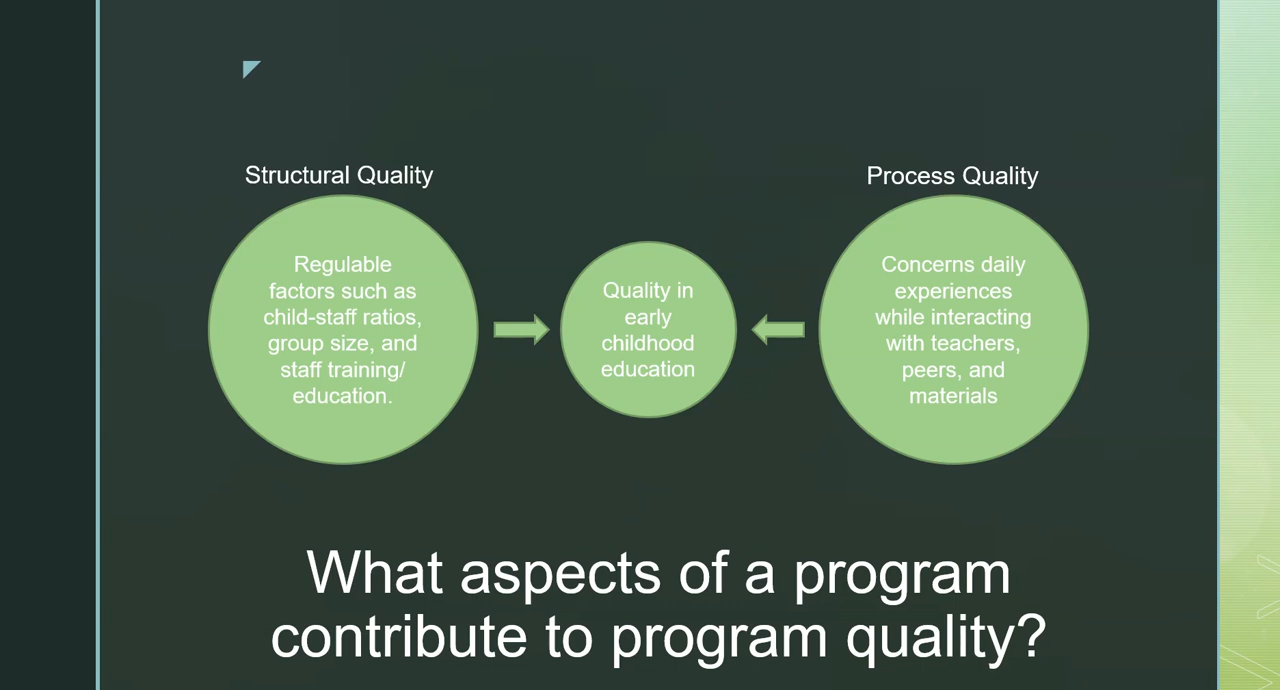 Structural Quality
Regulable
factors such as
child-staff ratios,
group size, and
staff training/
education.
Quality in
early
childhood
education
Process Quality
Concerns daily
experiences
while interacting
with teachers,
peers, and
materials
What aspects of a program
contribute to program quality?